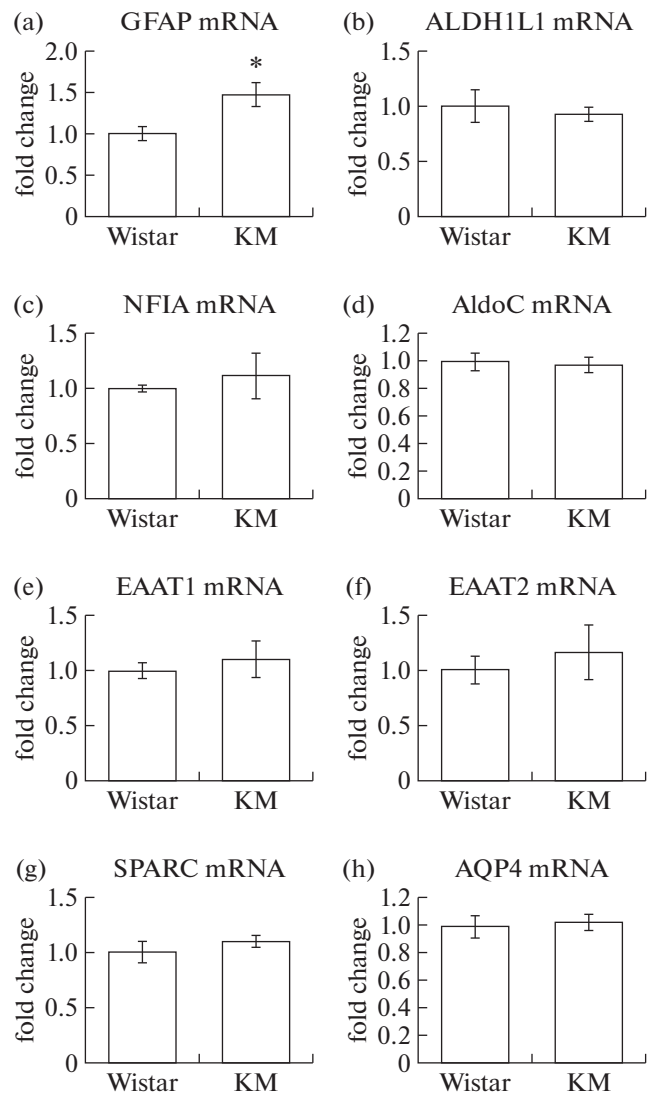 (a) GFAP mRNA
fold change
2.0
1.5
1.0
0.5
0
*
Wistar KM
(b) ALDH1L1 mRNA
fold change
1.5
1.0
0.5
0
Wistar KM
(c) NFIA mRNA
fold change
1.5
1.0
0.5
0
Wistar KM
(d) AldoC mRNA
fold change
1.2
1.0
0.8
0.6
0.4
0.2
0
Wistar KM
(e) EAAT1 mRNA
fold change
1.5
1.0
0.5
0
Wistar KM
(f) EAAT2 mRNA
fold change
1.5
1.0
0.5
0
Wistar KM
(g) SPARC mRNA
fold change
1.5
1.0
0.5
0
Wistar KM
(h) AQP4 mRNA
fold change
1.2
1.0
0.8
0.6
0.4
0.2
0
Wistar KM